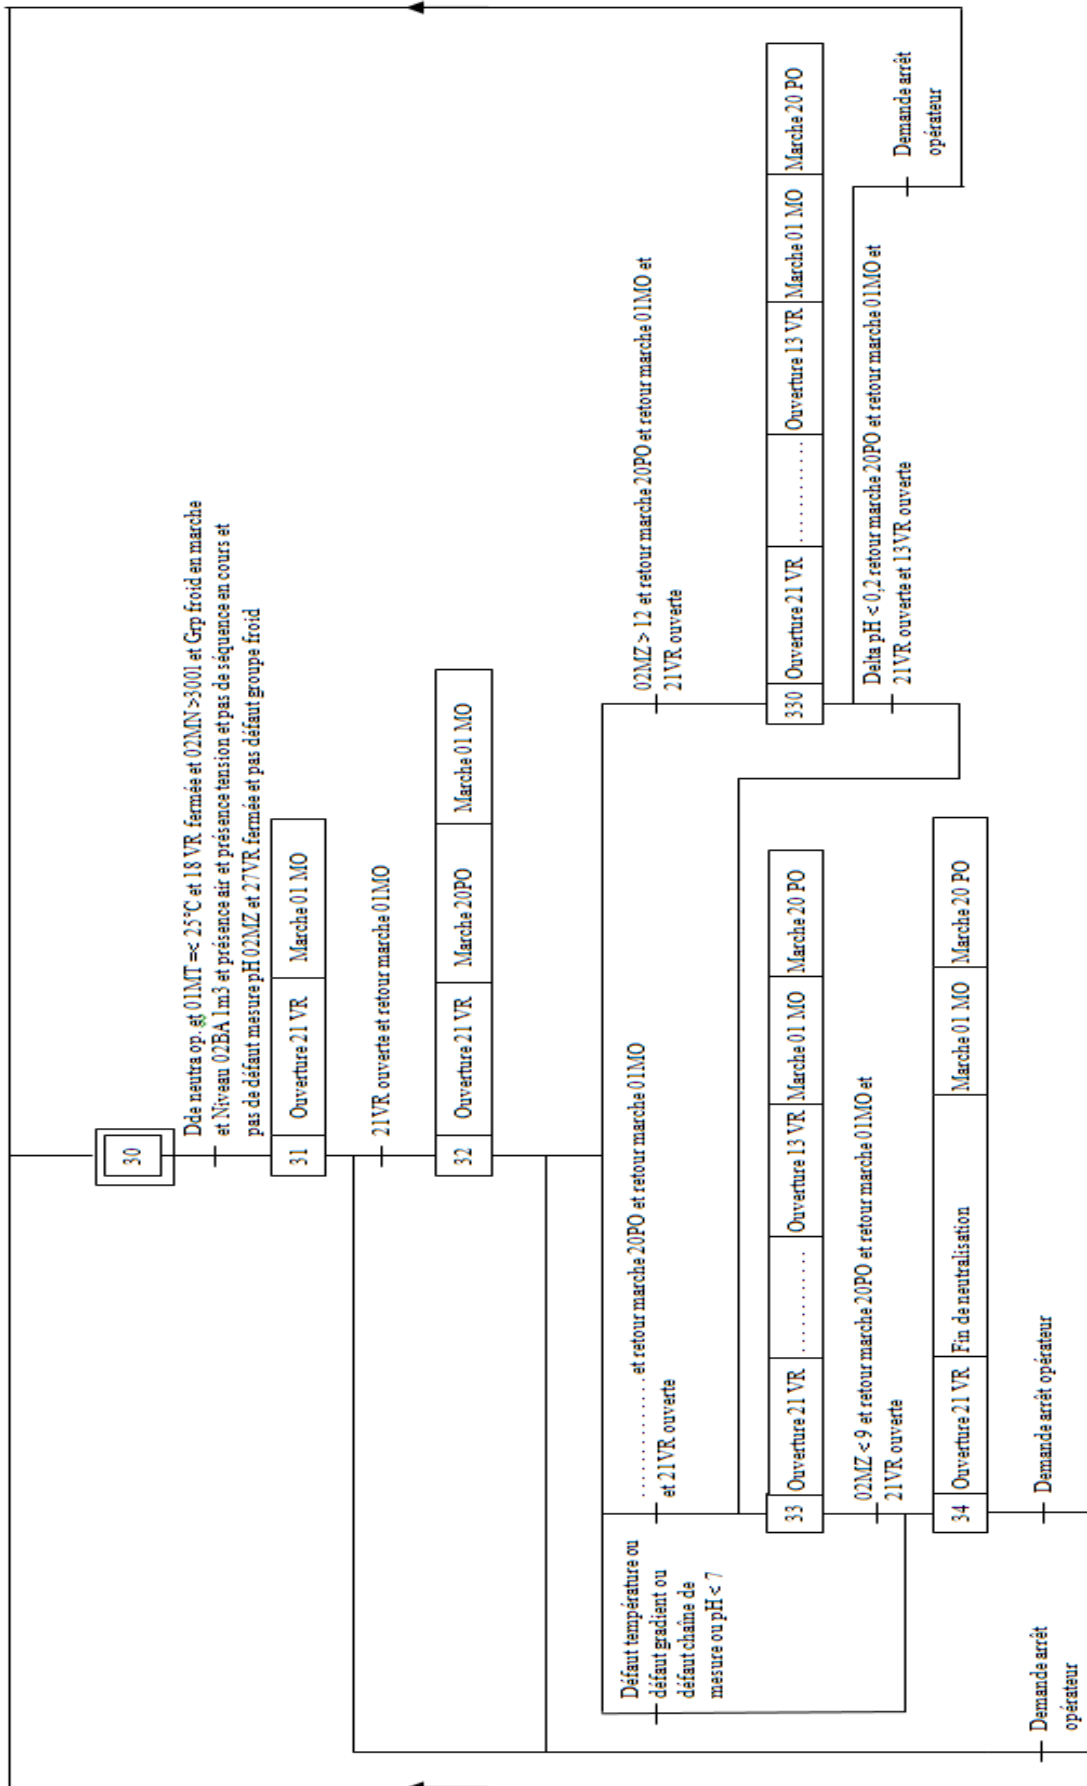 30
Dde neutra op. et 01MT =< 25°C et 18 VR fermée et 02MN >300l et Grp froid en marche
et Niveau 02BA 1m3 et présence air et présence tension et pas de séquence en cours et
pas de défaut mesure pH 02MZ et 27VR fermée et pas défaut groupe froid
31 Ouverture 21 VR Marche 01 MO
21VR ouverte et retour marche 01MO
32 Ouverture 21 VR Marche 20PO Marche 01 MO
Défaut température ou
défaut gradient ou
défaut chaîne de
mesure ou pH < 7
............et retour marche 20PO et retour marche 01MO
et 21VR ouverte
02MZ > 12 et retour marche 20PO et retour marche 01MO et
21VR ouverte
33 Ouverture 21 VR .......... Ouverture 13 VR Marche 01 MO Marche 20 PO
330 Ouverture 21 VR .......... Ouverture 13 VR Marche 01 MO Marche 20 PO
02MZ < 9 et retour marche 20PO et retour marche 01MO et
21VR ouverte
Delta pH < 0,2 retour marche 20PO et retour marche 01MO et
21VR ouverte et 13VR ouverte
Demande arrêt
opérateur
34 Ouverture 21 VR Fin de neutralisation Marche 01 MO Marche 20 PO
Demande arrêt
opérateur
Demande arrêt opérateur